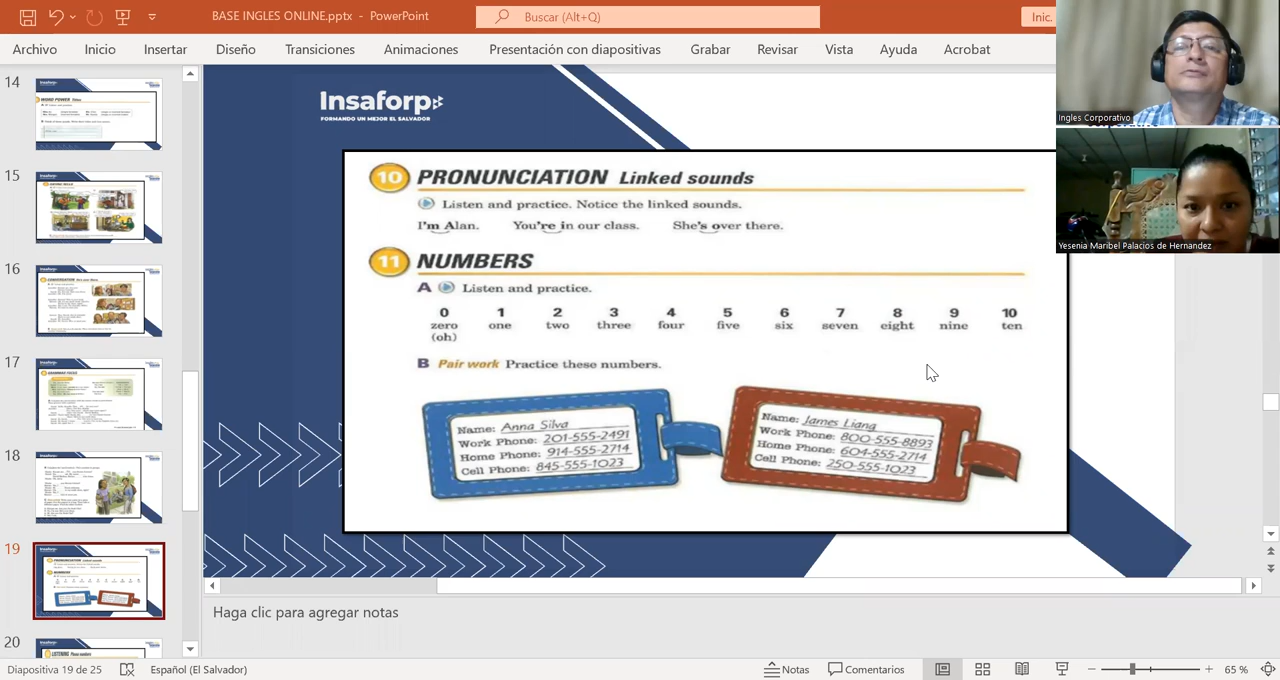 BASE INGLES ONLINE.pptx - PowerPoint
Buscar (Alt+Q)
Inic.
Archivo Inicio Insertar Diseño Transiciones Animaciones Presentación con diapositivas Grabar Revisar Vista Ayuda Acrobat
Ingles Corporativo
Yesenia Maribel Palacios de Hernandez
14
15
16
17
18
19
20
Insaforp
FORMANDO UN MEJOR EL SALVADOR
10 PRONUNCIATION Linked sounds
Listen and practice. Notice the linked sounds.
I'm Alan. You're in our class. She's over there.
11 NUMBERS
A Listen and practice.
0 1 2 3 4 5 6 7 8 9 10
zero one two three four five six seven eight nine ten
(oh)
B Pair work Practice these numbers.
Name: Anna Silva
Work Phone: 201-555-2491
Home Phone: 914-555-2714
Cell Phone: 845-555-1023
Name: James Liang
Work Phone: 800-555-8893
Home Phone: 604-555-2714
Cell Phone: 250-555-1023
Haga clic para agregar notas
Diapositiva 19 de 25 Español (El Salvador) Notas Comentarios 65 %